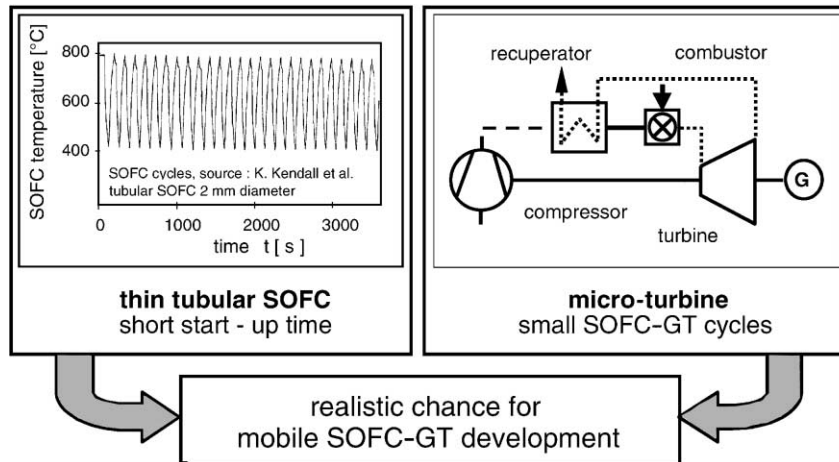 SOFC temperature [°C]
800
600
400
SOFC cycles, source : K. Kendall et al.
tubular SOFC 2 mm diameter
0
1000
2000
3000
time t [ s ]
thin tubular SOFC
short start - up time
recuperator
combustor
compressor
turbine
G
micro-turbine
small SOFC-GT cycles
realistic chance for
mobile SOFC-GT development